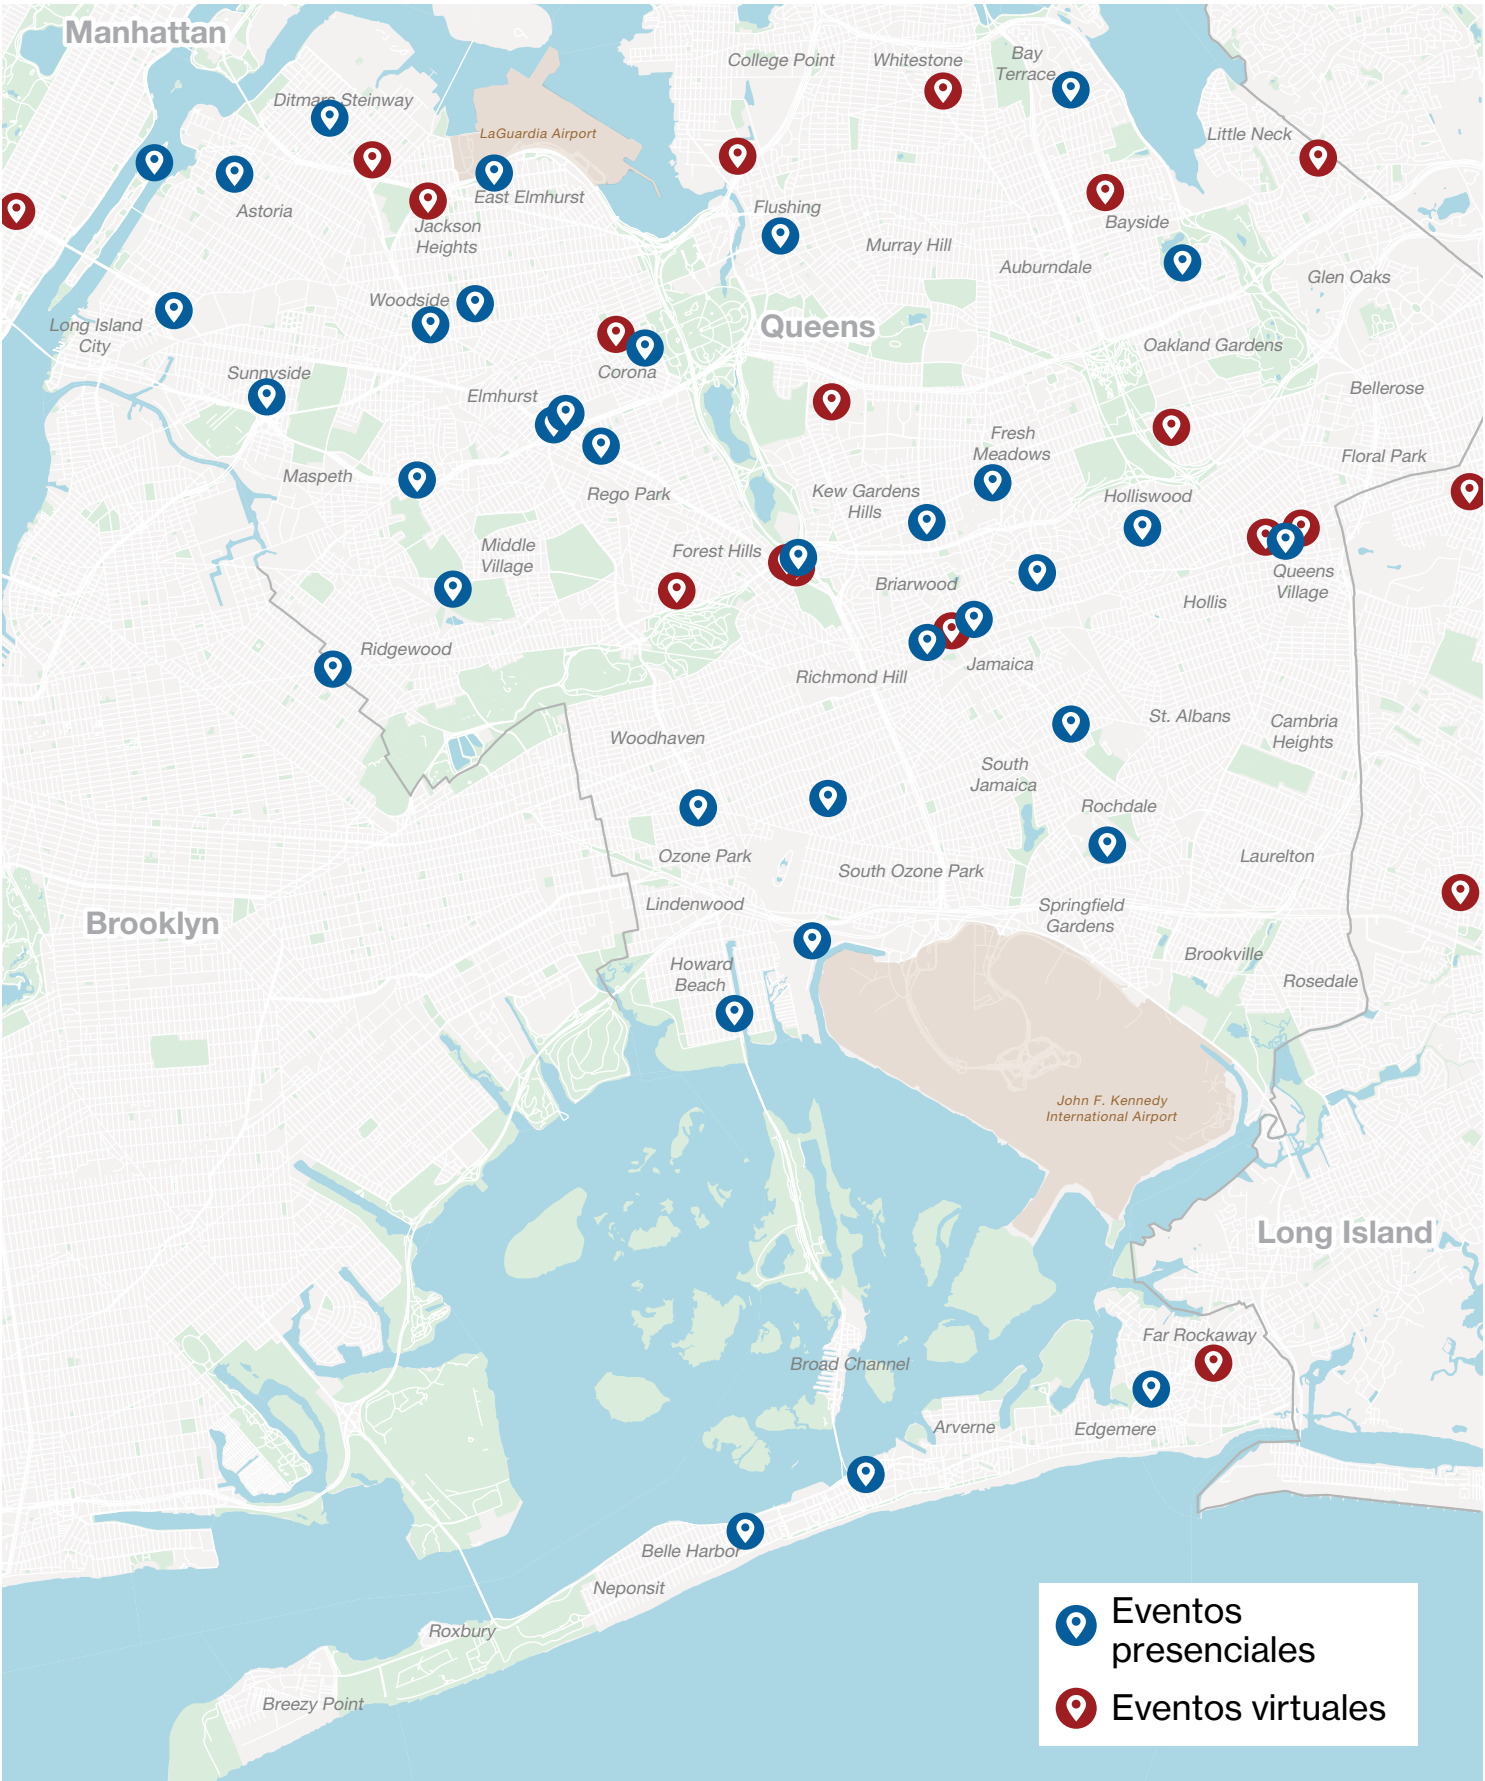 Manhattan
College Point
Whitestone
Bay
Terrace
Ditmars Steinway
LaGuardia Airport
Little Neck
East Elmhurst
Astoria
Flushing
Jackson
Heights
Bayside
Murray Hill
Auburndale
Glen Oaks
Woodside
Long Island
City
Queens
Oakland Gardens
Sunnyside
Corona
Bellerose
Elmhurst
Fresh
Meadows
Floral Park
Maspeth
Rego Park
Kew Gardens
Hills
Holliswood
Middle
Village
Forest Hills
Briarwood
Queens
Village
Hollis
Ridgewood
Jamaica
Richmond Hill
St. Albans
Cambria
Heights
Woodhaven
South
Jamaica
Rochdale
Ozone Park
South Ozone Park
Laurelton
Lindenwood
Springfield
Gardens
Brooklyn
Howard
Beach
Brookville
Rosedale
John F. Kennedy
International Airport
Long Island
Far Rockaway
Broad Channel
Arverne
Edgemere
Belle Harbor
Neponsit
Roxbury
Breezy Point
Eventos
presenciales
Eventos virtuales